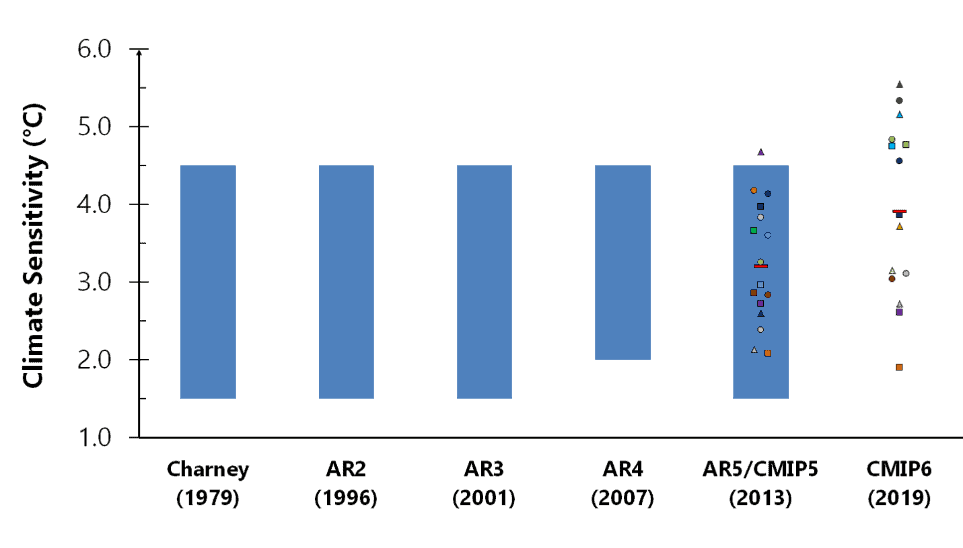 Climate Sensitivity (°C)
6.0
5.0
4.0
3.0
2.0
1.0
Charney
(1979)
AR2
(1996)
AR3
(2001)
AR4
(2007)
AR5/CMIP5
(2013)
CMIP6
(2019)